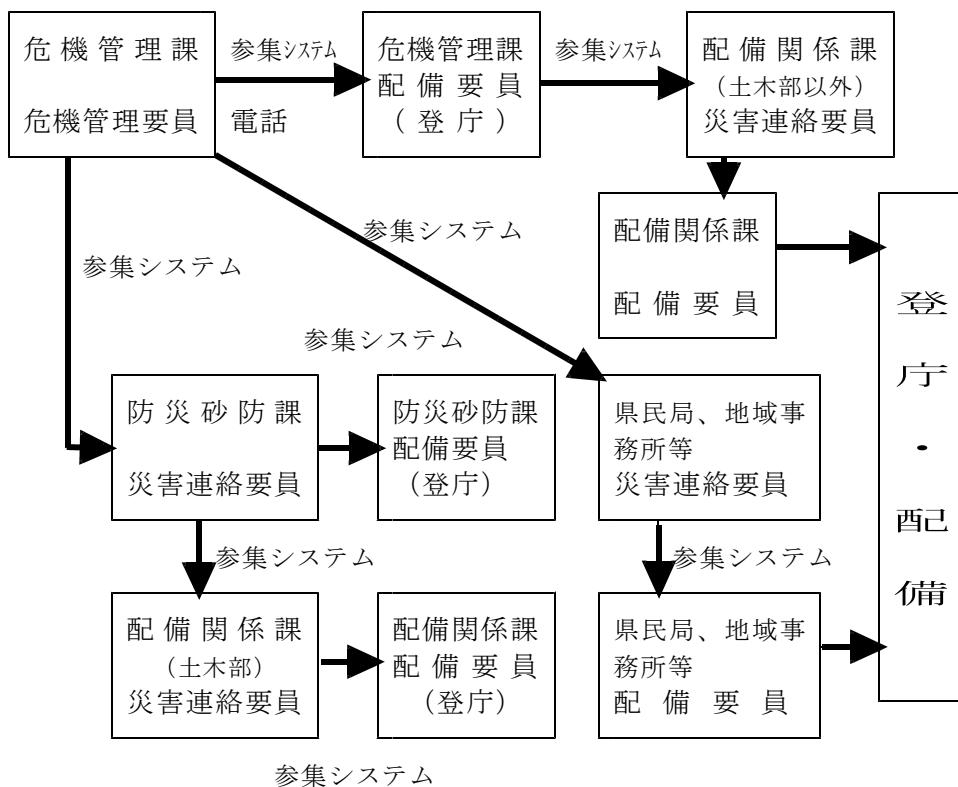 危機管理課
危機管理要員
参集システム
電話
危機管理課
配備要員
(登庁)
参集システム
配備関係課
(土木部以外)
災害連絡要員
配備関係課
配備要員
参集システム
参集システム
参集システム
防災砂防課
災害連絡要員
防災砂防課
配備要員
(登庁)
県民局、地域事
務所等
災害連絡要員
参集システム
参集システム
配備関係課
(土木部)
災害連絡要員
配備関係課
配備要員
(登庁)
県民局、地域事
務所等
配備要員
登庁・配備
参集システム